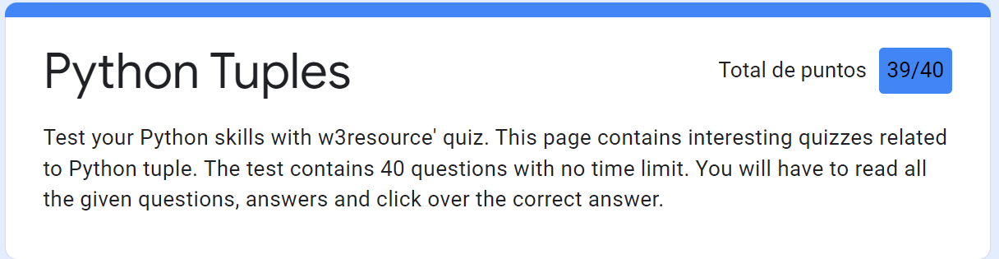 Python Tuples
Total de puntos 39/40
Test your Python skills with w3resource' quiz. This page contains interesting quizzes related
to Python tuple. The test contains 40 questions with no time limit. You will have to read all
the given questions, answers and click over the correct answer.